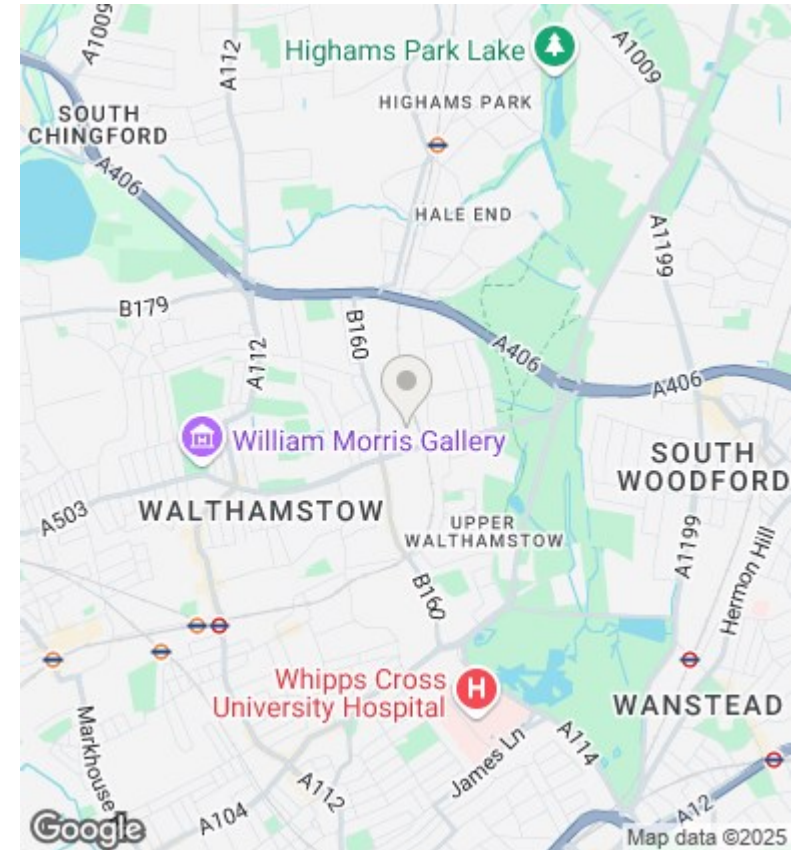 A1009
A112
Highams Park Lake
A1009
HIGHAMS PARK
SOUTH
CHINGFORD
A406
HALE END
A1199
B179
B160
A112
A406
A406
William Morris Gallery
SOUTH
WOODFORD
A503
WALTHAMSTOW
UPPER
WALTHAMSTOW
A1199
Hermon Hill
B160
Whipps Cross
University Hospital
H
WANSTEAD
Markhouse
James Ln
A114
A112
A104
A12
Google
Map data ©2025